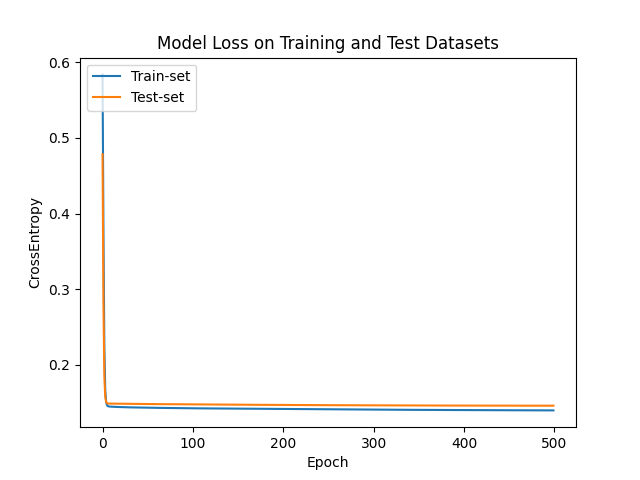 Model Loss on Training and Test Datasets
Train-set
Test-set
0.6
0.5
0.4
0.3
0.2
CrossEntropy
0 100 200 300 400 500
Epoch